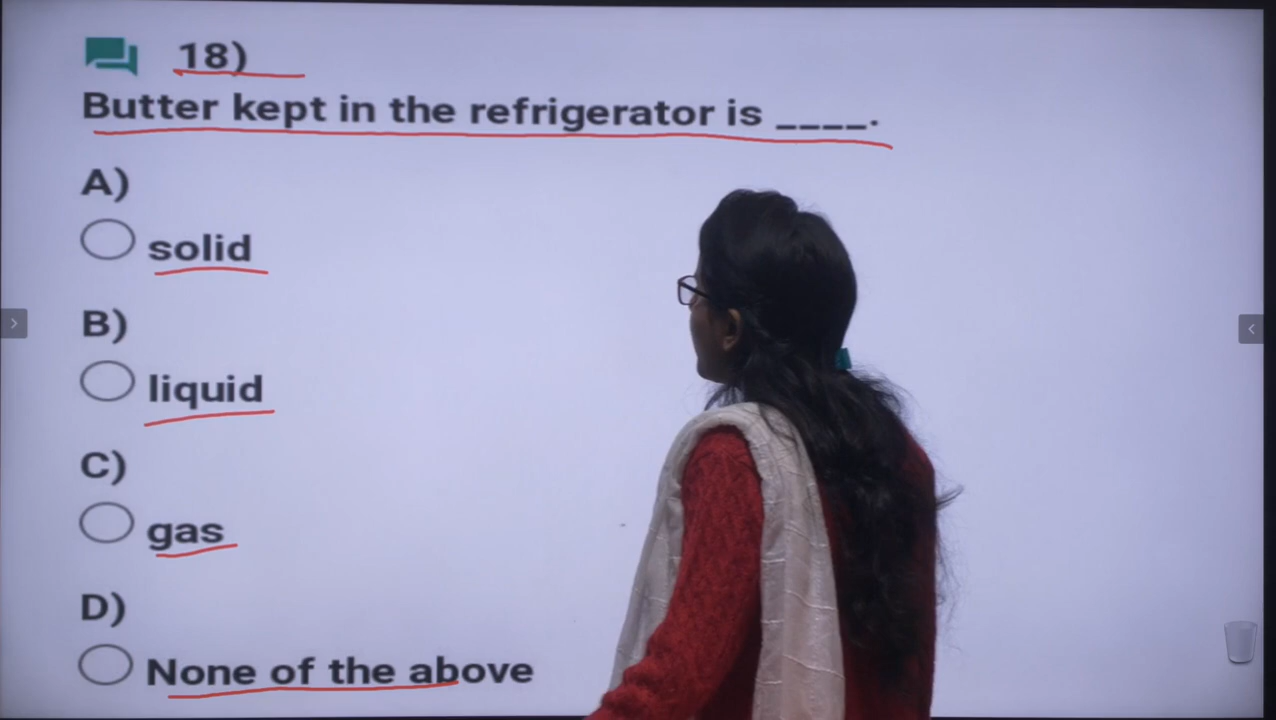 18)
Butter kept in the refrigerator is ____.
A)
solid
B)
liquid
C)
gas
D)
None of the above